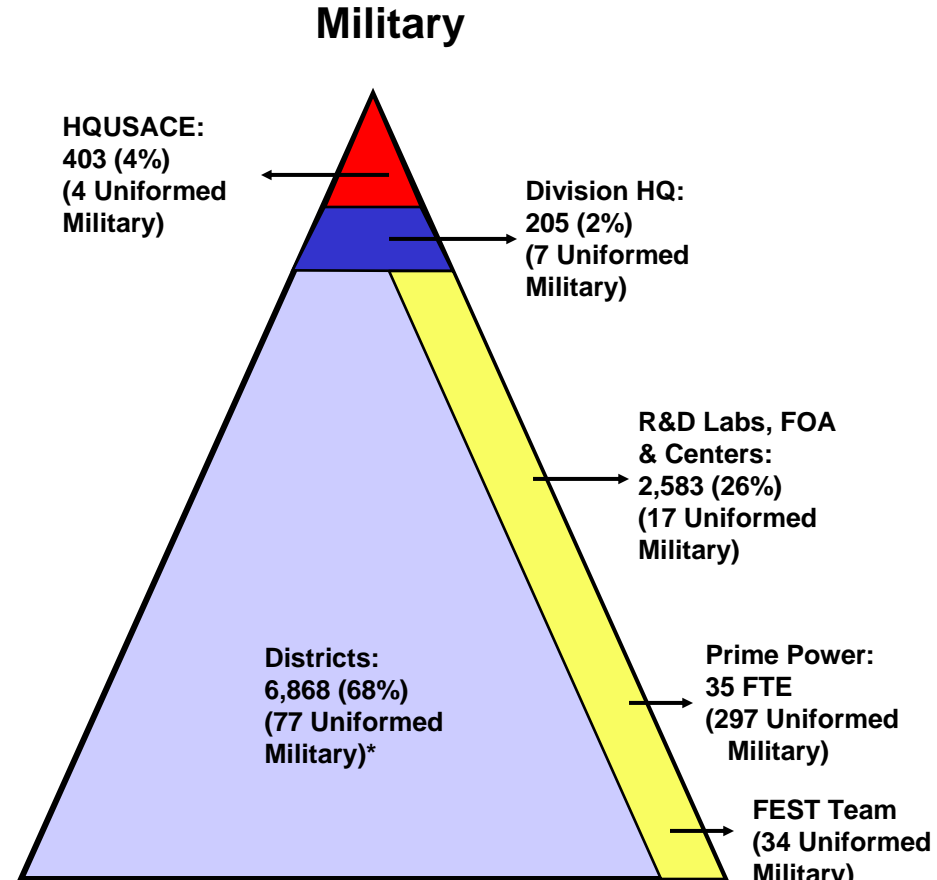 Military
HQUSACE:
403 (4%)
(4 Uniformed
Military)
Division HQ:
205 (2%)
(7 Uniformed
Military)
R&D Labs, FOA
& Centers:
2,583 (26%)
(17 Uniformed
Military)
Districts:
6,868 (68%)
(77 Uniformed
Military)*
Prime Power:
35 FTE
(297 Uniformed
Military)
FEST Team
(34 Uniformed
Military)